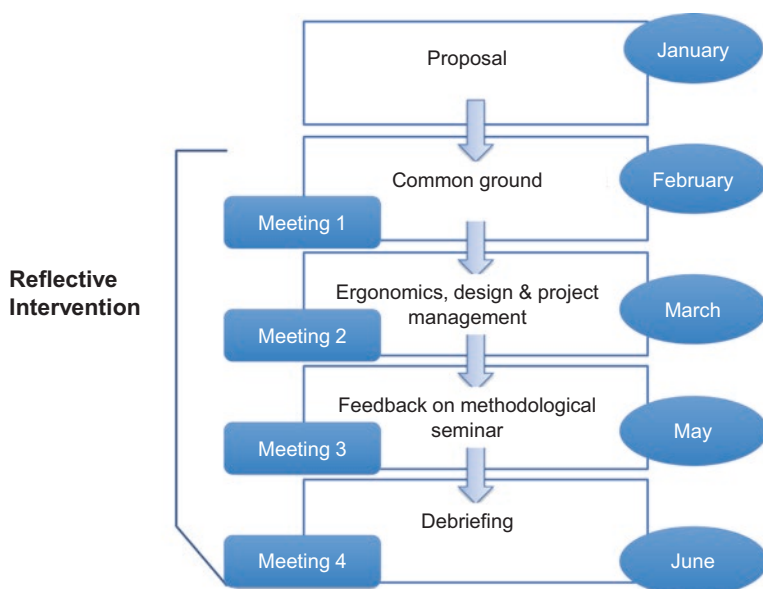 Proposal
January
Common ground
February
Meeting 1
Reflective
Intervention
Ergonomics, design & project
management
March
Meeting 2
Feedback on methodological
seminar
May
Meeting 3
Debriefing
Meeting 4
June